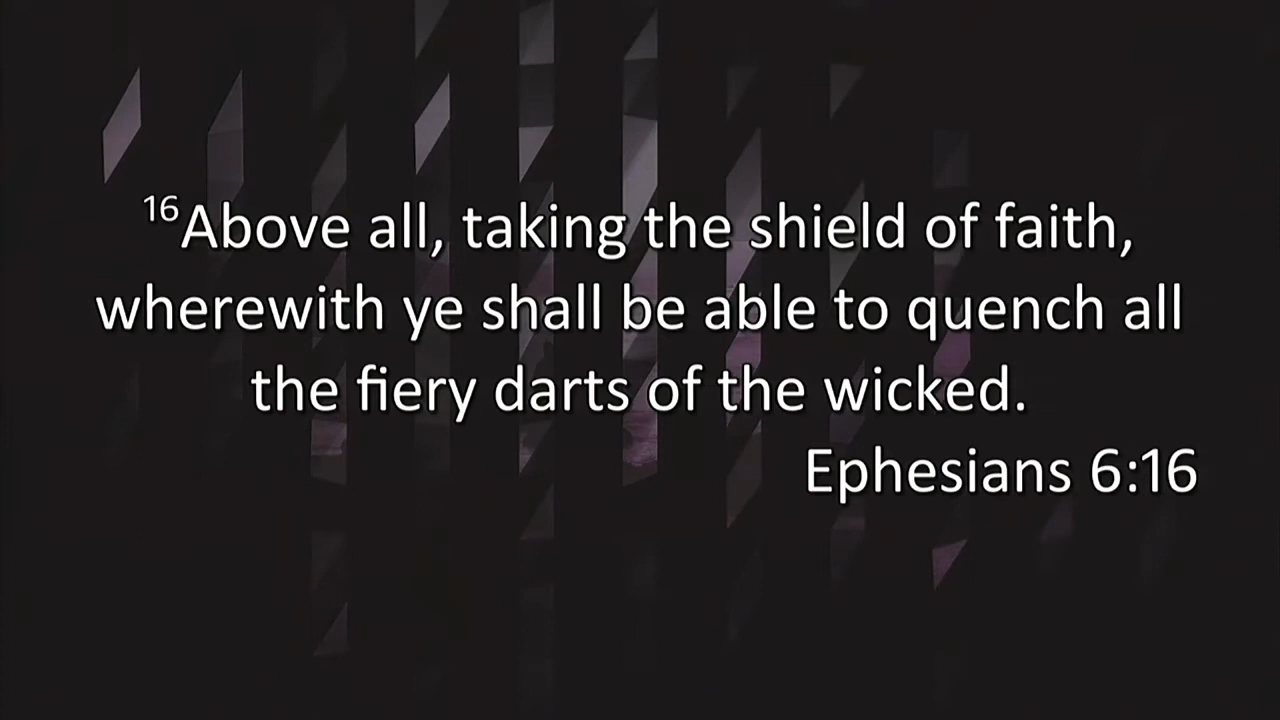 16Above all, taking the shield of faith,
wherewith ye shall be able to quench all
the fiery darts of the wicked.
Ephesians 6:16